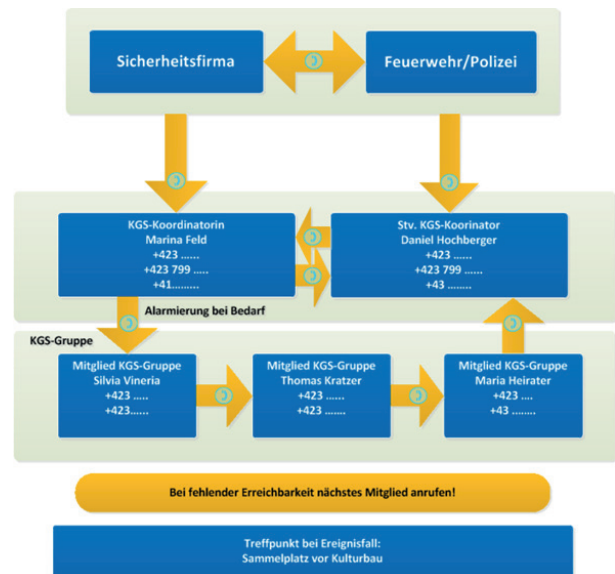 Sicherheitsfirma
Feuerwehr/Polizei
KGS-Koordinatorin
Marina Feld
+423 ......
+423 799 .....
+41.........
Stv. KGS-Koorinator
Daniel Hochberger
+423 ......
+423 799 ......
+43 ........
Alarmierung bei Bedarf
KGS-Gruppe
Mitglied KGS-Gruppe
Silvia Vineria
+423 .....
+423......
Mitglied KGS-Gruppe
Thomas Kratzer
+423 ......
+423 .......
Mitglied KGS-Gruppe
Maria Heirater
+423 ....
+43 ........
Bei fehlender Erreichbarkeit nächstes Mitglied anrufen!
Treffpunkt bei Ereignisfall:
Sammelplatz vor Kulturbau